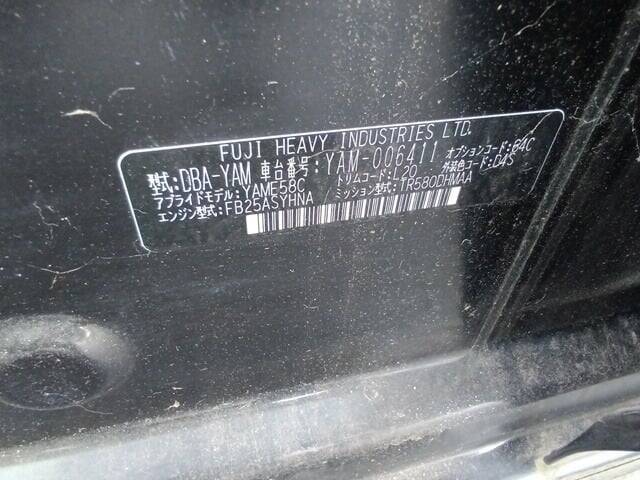 FUJI HEAVY INDUSTRIES LTD.
型式:DBA-YAM 車台番号:YAM-006411 オプションコード:64C
アプライドモデル:YAME58C トリムコード:L20 外装色コード:D4S
エンジン型式:FB25ASYHNA ミッション型式:TR580DHMAA